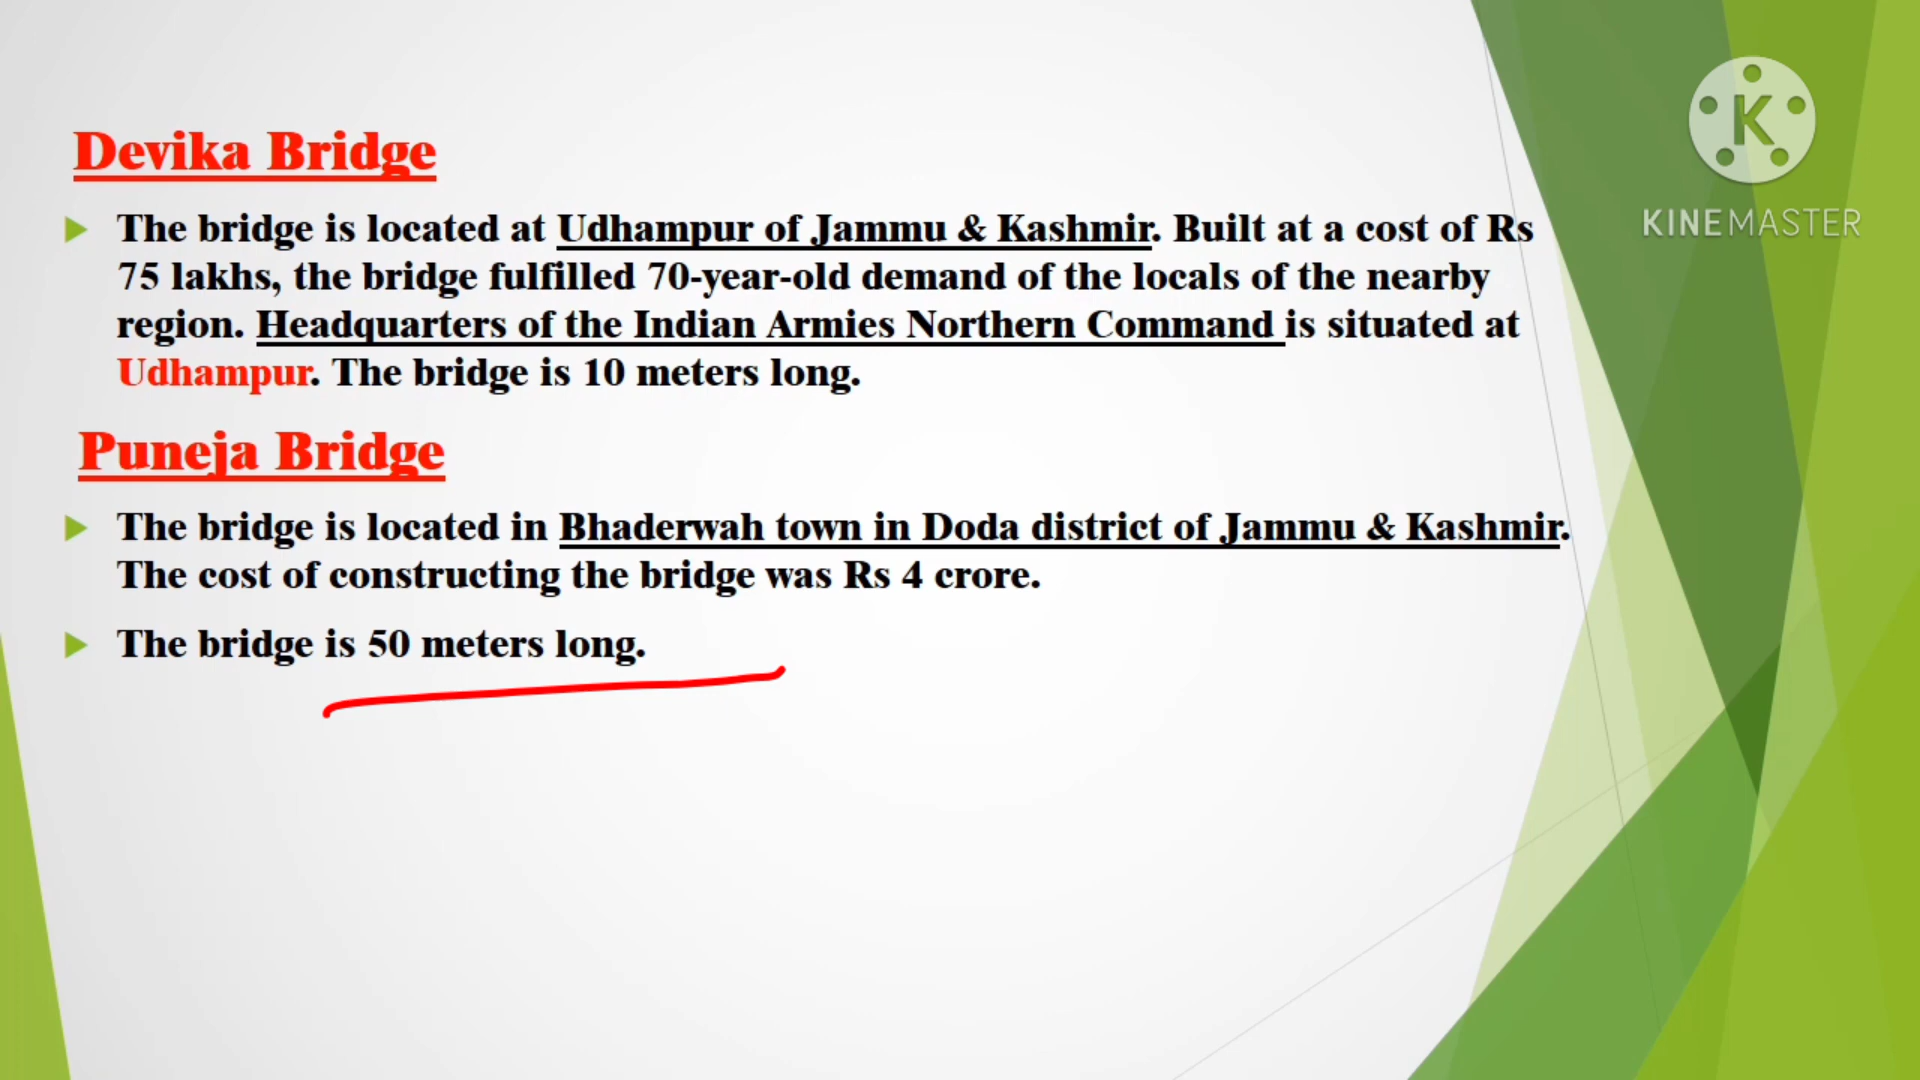 Devika Bridge
The bridge is located at Udhampur of Jammu & Kashmir. Built at a cost of Rs
75 lakhs, the bridge fulfilled 70-year-old demand of the locals of the nearby
region. Headquarters of the Indian Armies Northern Command is situated at
Udhampur. The bridge is 10 meters long.
Puneja Bridge
The bridge is located in Bhaderwah town in Doda district of Jammu & Kashmir.
The cost of constructing the bridge was Rs 4 crore.
The bridge is 50 meters long.
K
KINEMASTER